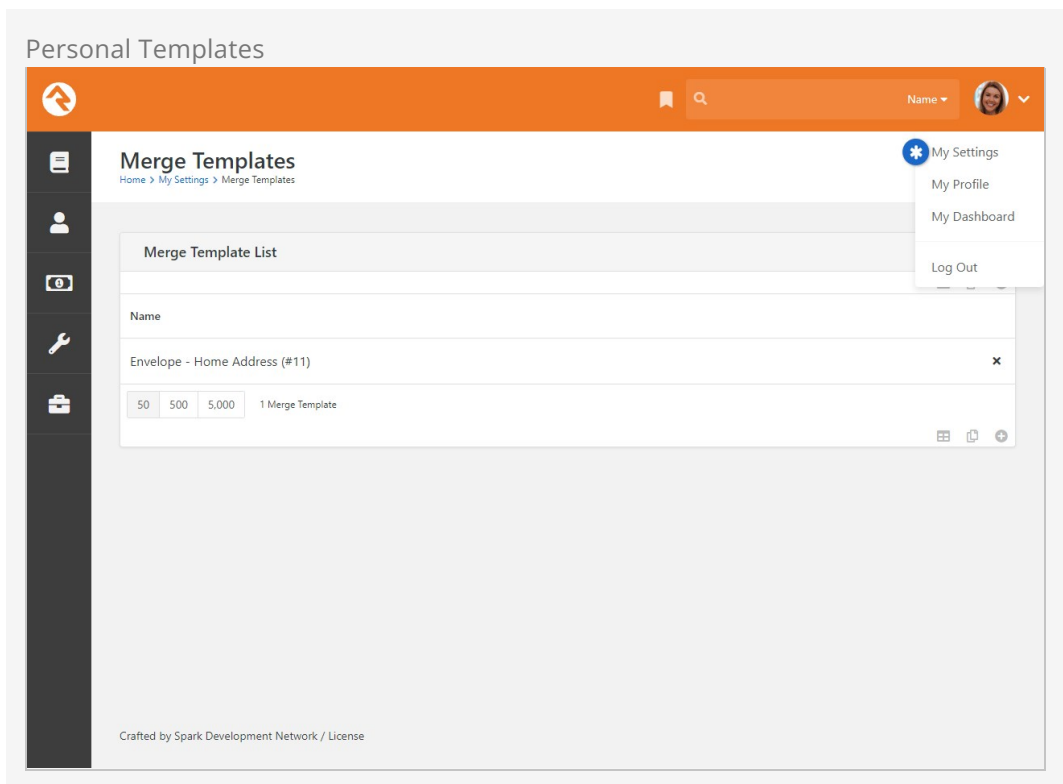 Personal Templates
Name
Merge Templates
Home > My Settings > Merge Templates
My Settings
My Profile
My Dashboard
Log Out
Merge Template List
Name
Envelope - Home Address (#11)
50 500 5,000 1 Merge Template
Crafted by Spark Development Network / License